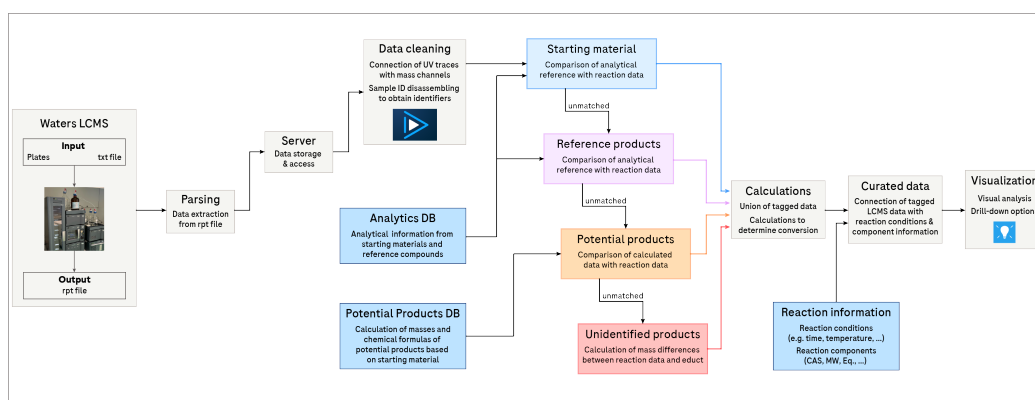 Waters LCMS
Input
Plates txt file
Output
rpt file
Parsing
Data extraction
from rpt file
Server
Data storage
& access
Data cleaning
Connection of UV traces
with mass channels
Sample ID disassembling
to obtain identifiers
Analytics DB
Analytical information from
starting materials and
reference compounds
Potential Products DB
Calculation of masses and
chemical formulas of
potential products based
on starting material
Starting material
Comparison of analytical
reference with reaction data
unmatched
Reference products
Comparison of analytical
reference with reaction data
unmatched
Potential products
Comparison of calculated
data with reaction data
unmatched
Unidentified products
Calculation of mass differences
between reaction data and educt
Calculations
Union of tagged data
Calculations to
determine conversion
Curated data
Connection of tagged
LCMS data with
reaction conditions &
component information
Reaction information
Reaction conditions
(e.g. time, temperature, ...)
Reaction components
(CAS, MW, Eq., ...)
Visualization
Visual analysis
Drill-down option